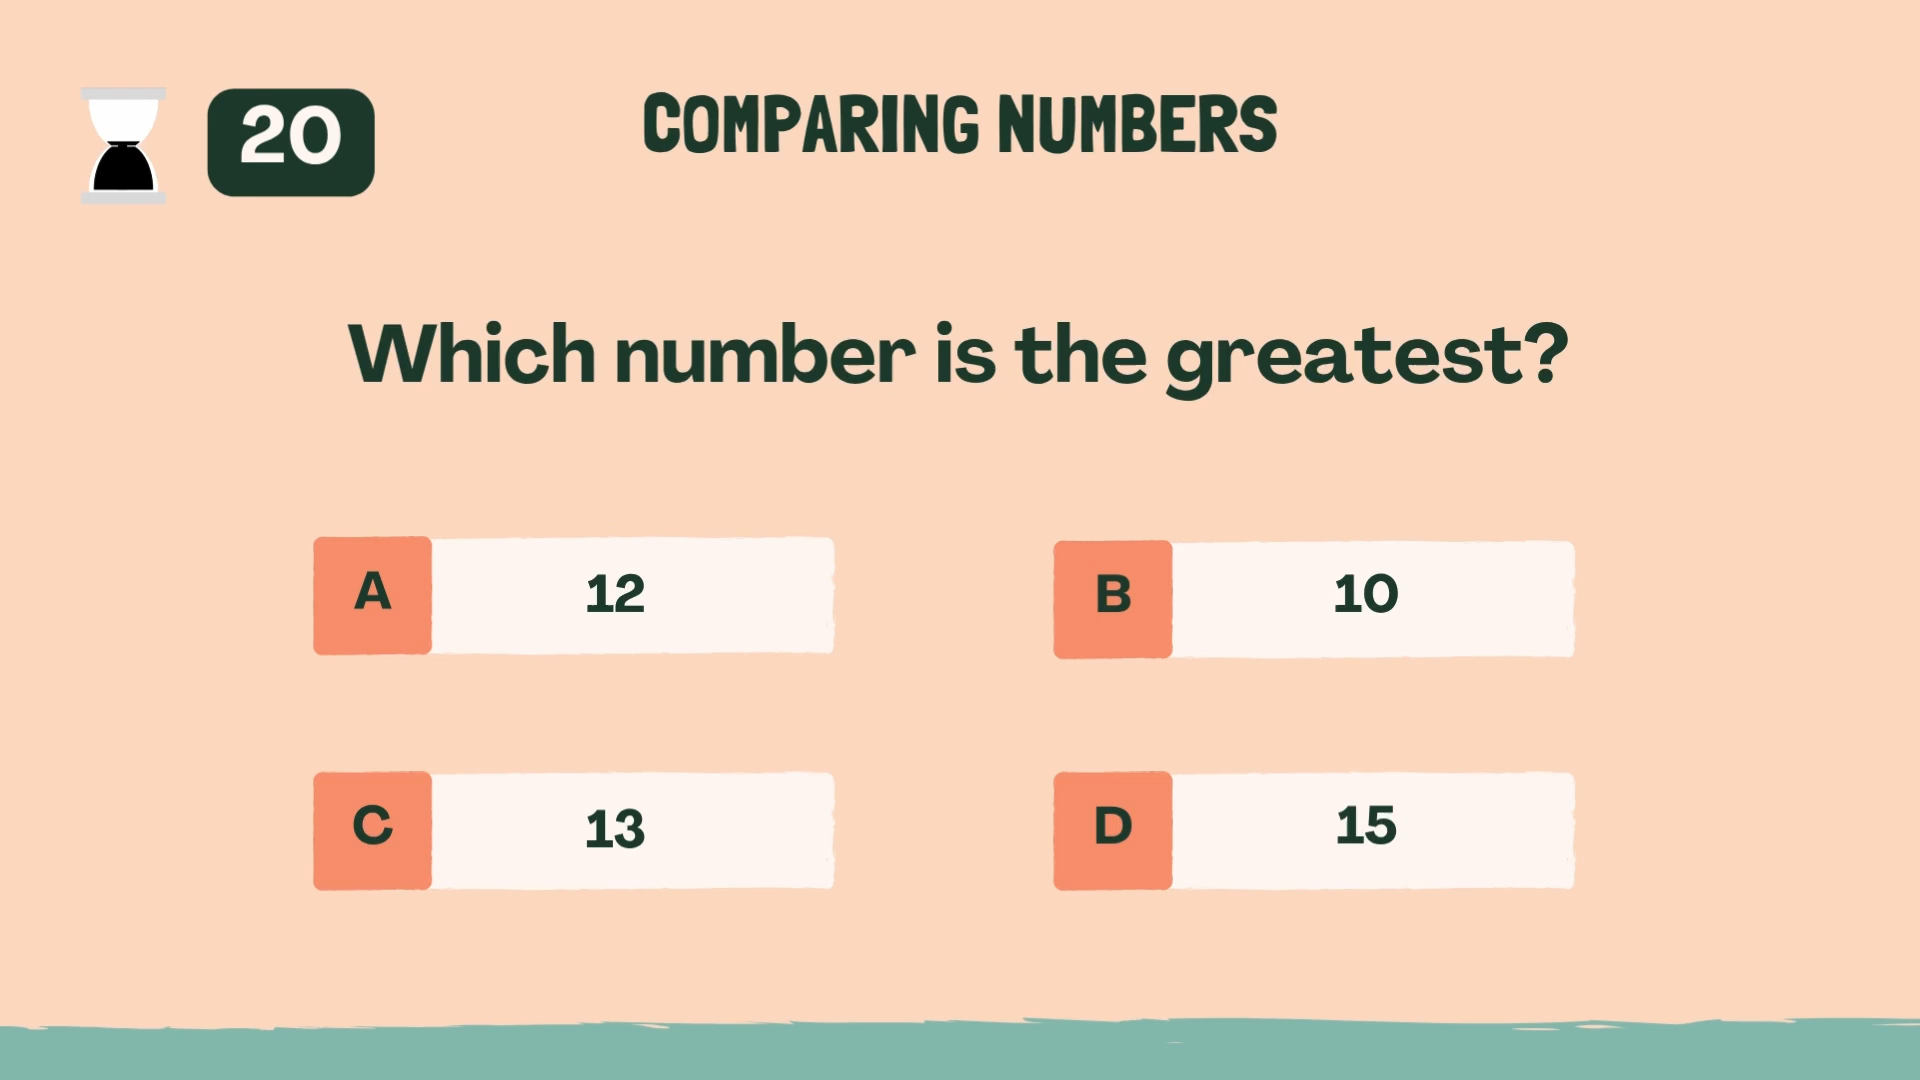 20
COMPARING NUMBERS
Which number is the greatest?
A 12
B 10
C 13
D 15